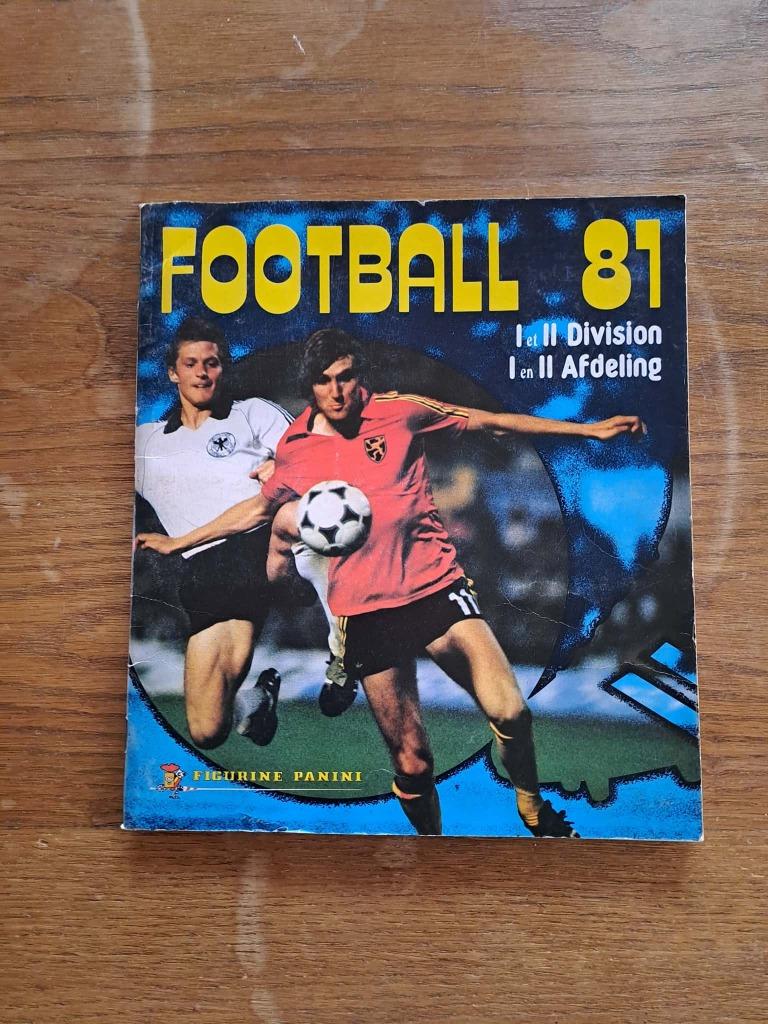 FOOTBALL 81
I et II Division
I en II Afdeling
11
FIGURINE PANINI